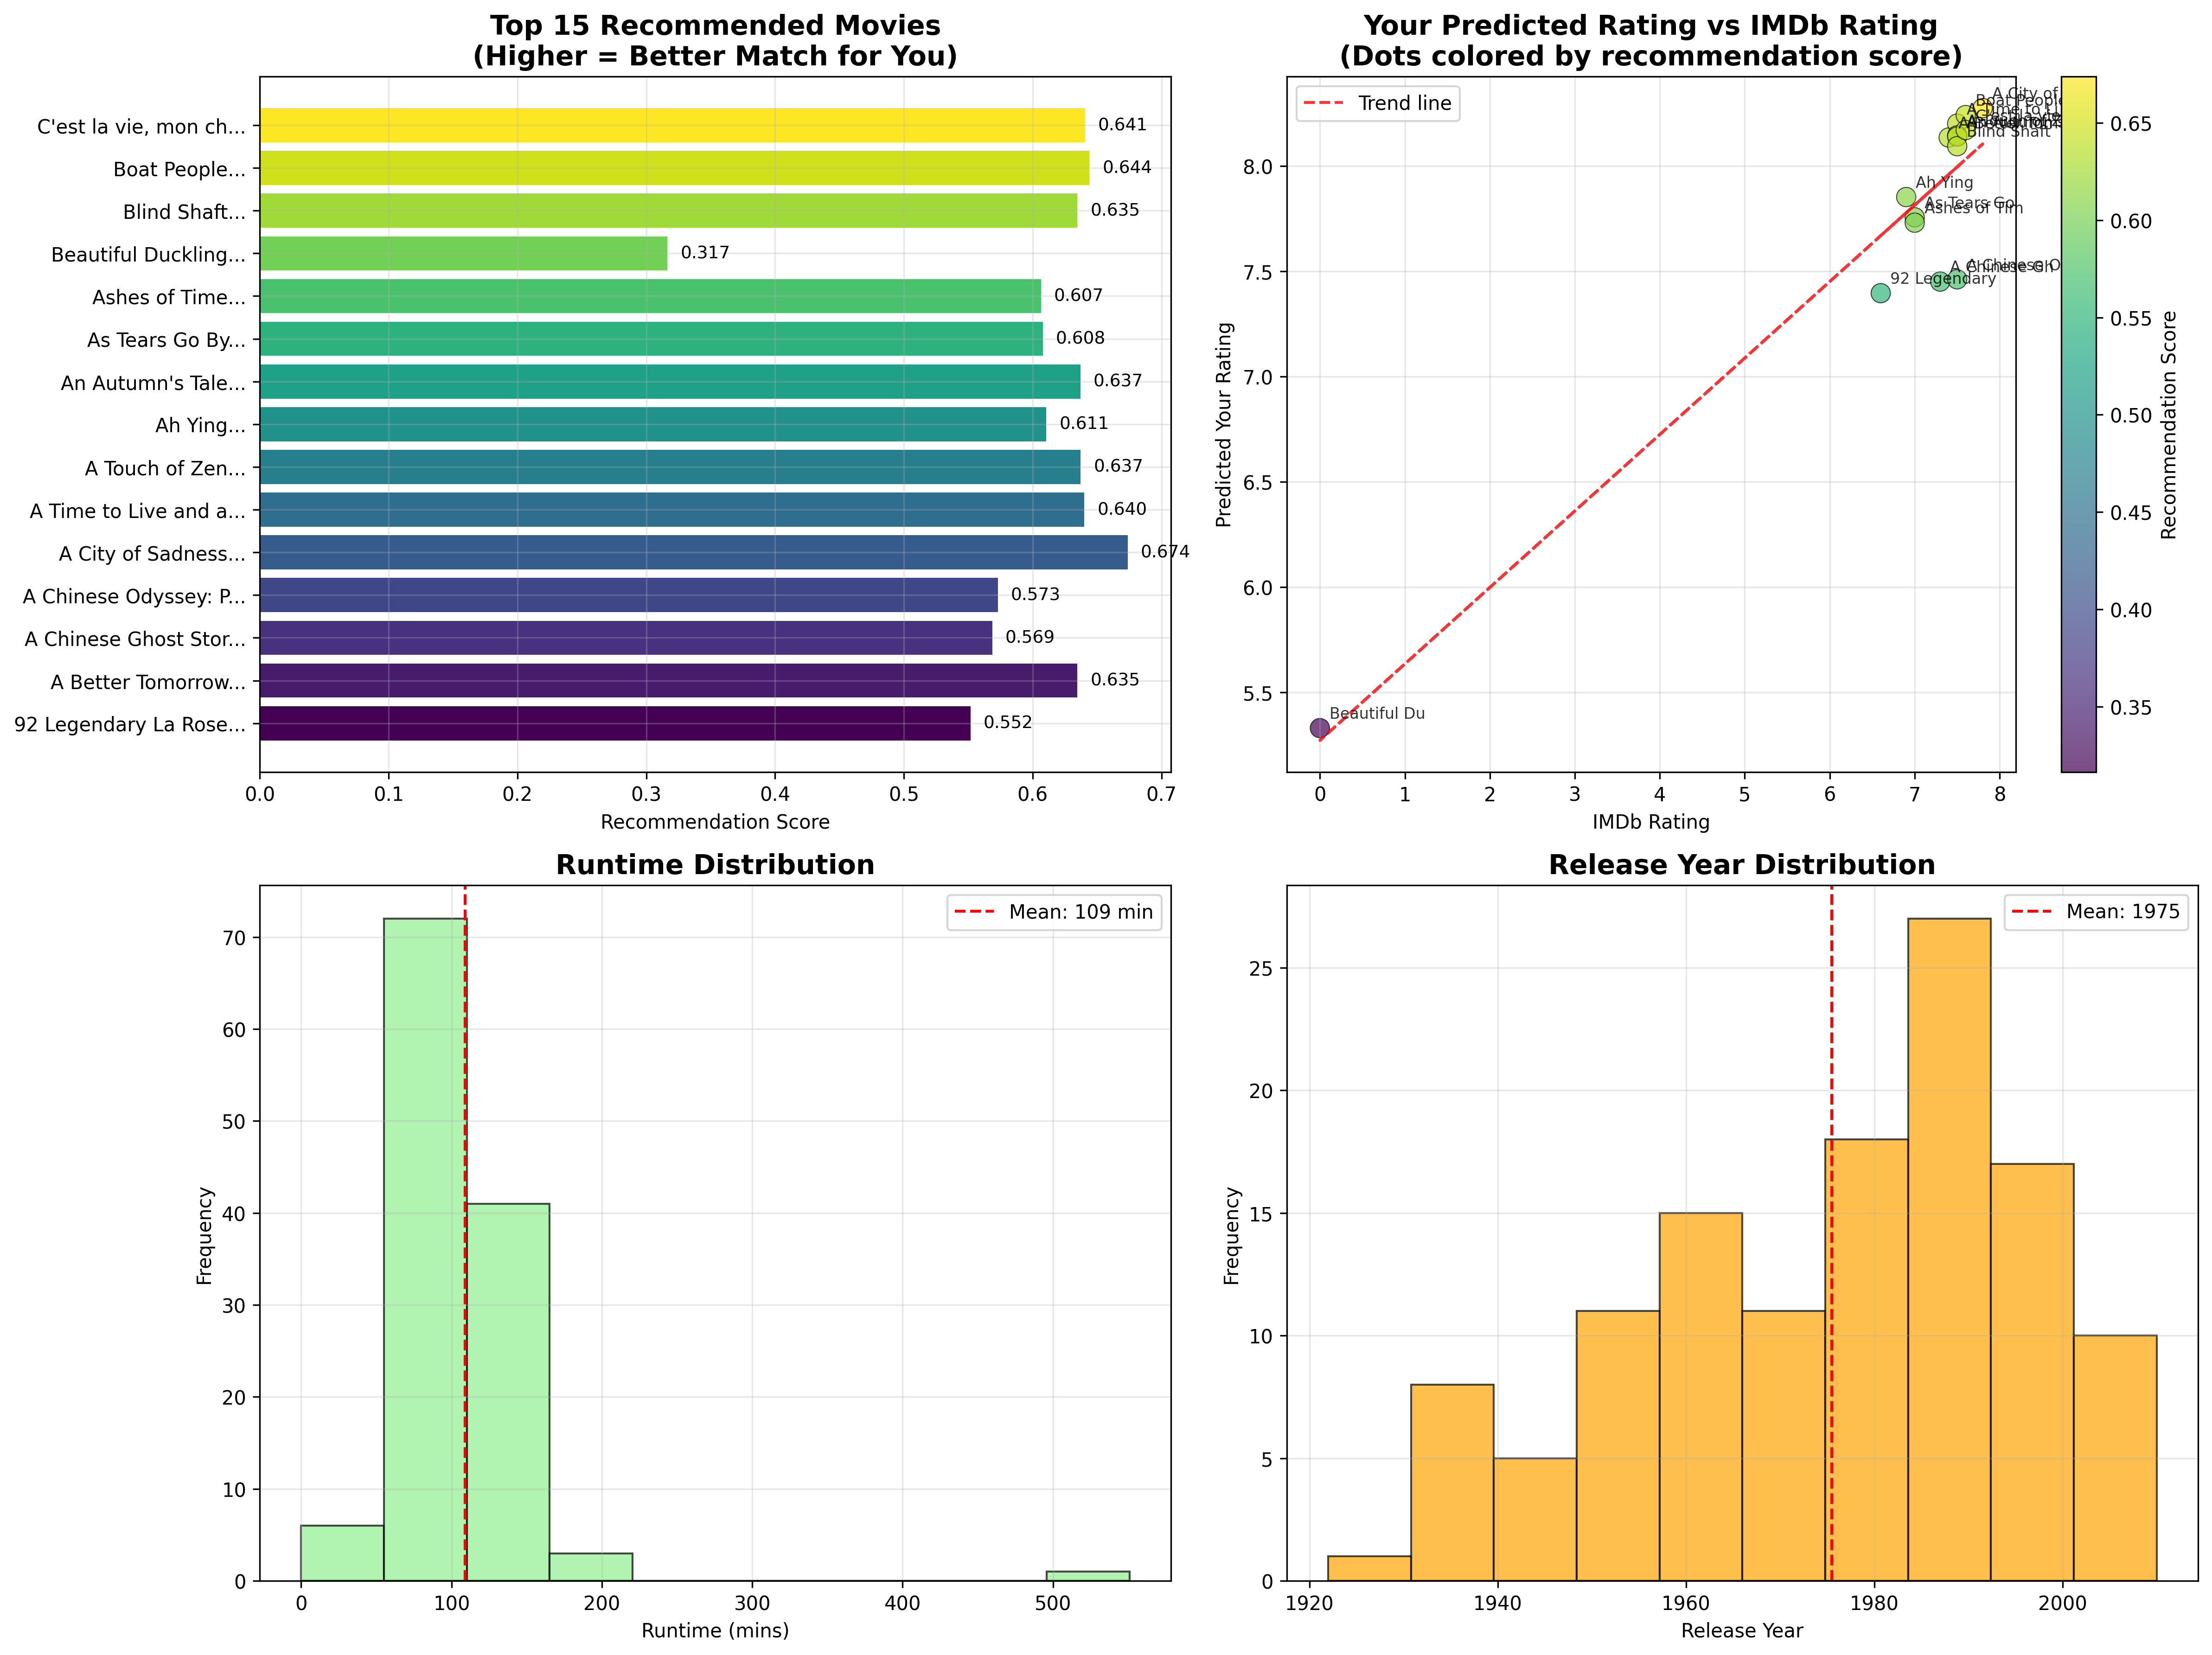 Top 15 Recommended Movies
(Higher = Better Match for You)
C'est la vie, mon ch...
0.641
Boat People...
0.644
Blind Shaft...
0.635
Beautiful Duckling...
0.317
Ashes of Time...
0.607
As Tears Go By...
0.608
An Autumn's Tale...
0.637
Ah Ying...
0.611
A Touch of Zen...
0.637
A Time to Live and a...
0.640
A City of Sadness...
0.674
A Chinese Odyssey: P...
0.573
A Chinese Ghost Stor...
0.569
A Better Tomorrow...
0.635
92 Legendary La Rose...
0.552
0.0 0.1 0.2 0.3 0.4 0.5 0.6 0.7
Recommendation Score
Your Predicted Rating vs IMDb Rating
(Dots colored by recommendation score)
Trend line
A City of
Boat People
Blind Shaft
Ah Ying
As Tears Go
Ashes of Tim
A Chinese O
A Chinese Gh
92 Legendary
Beautiful Du
8.0
7.5
7.0
6.5
6.0
5.5
Predicted Your Rating
0 1 2 3 4 5 6 7 8
IMDb Rating
0.65
0.60
0.55
0.50
0.45
0.40
0.35
Recommendation Score
Runtime Distribution
Mean: 109 min
70
60
50
40
30
20
10
0
Frequency
0 100 200 300 400 500
Runtime (mins)
Release Year Distribution
Mean: 1975
25
20
15
10
5
0
Frequency
1920 1940 1960 1980 2000
Release Year